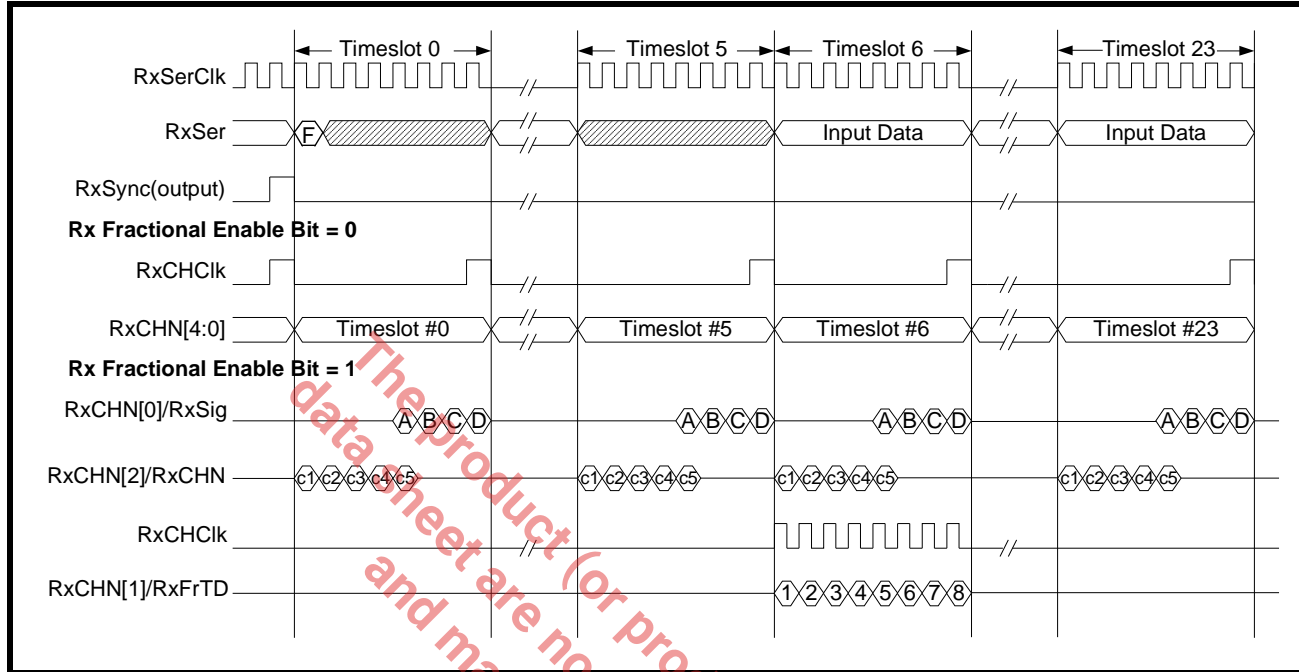 Timeslot 0 Timeslot 5 Timeslot 6 Timeslot 23
RxSerClk
RxSer F Input Data Input Data
RxSync(output)
Rx Fractional Enable Bit = 0
RxCHClk
RxCHN[4:0] Timeslot #0 Timeslot #5 Timeslot #6 Timeslot #23
Rx Fractional Enable Bit = 1
RxCHN[0]/RxSig A B C D A B C D A B C D A B C D
RxCHN[2]/RxCHN c1 c2 c3 c4 c5 c1 c2 c3 c4 c5 c1 c2 c3 c4 c5 c1 c2 c3 c4 c5
RxCHClk
RxCHN[1]/RxFrTD 1 2 3 4 5 6 7 8
The product (or
data sheet are
and